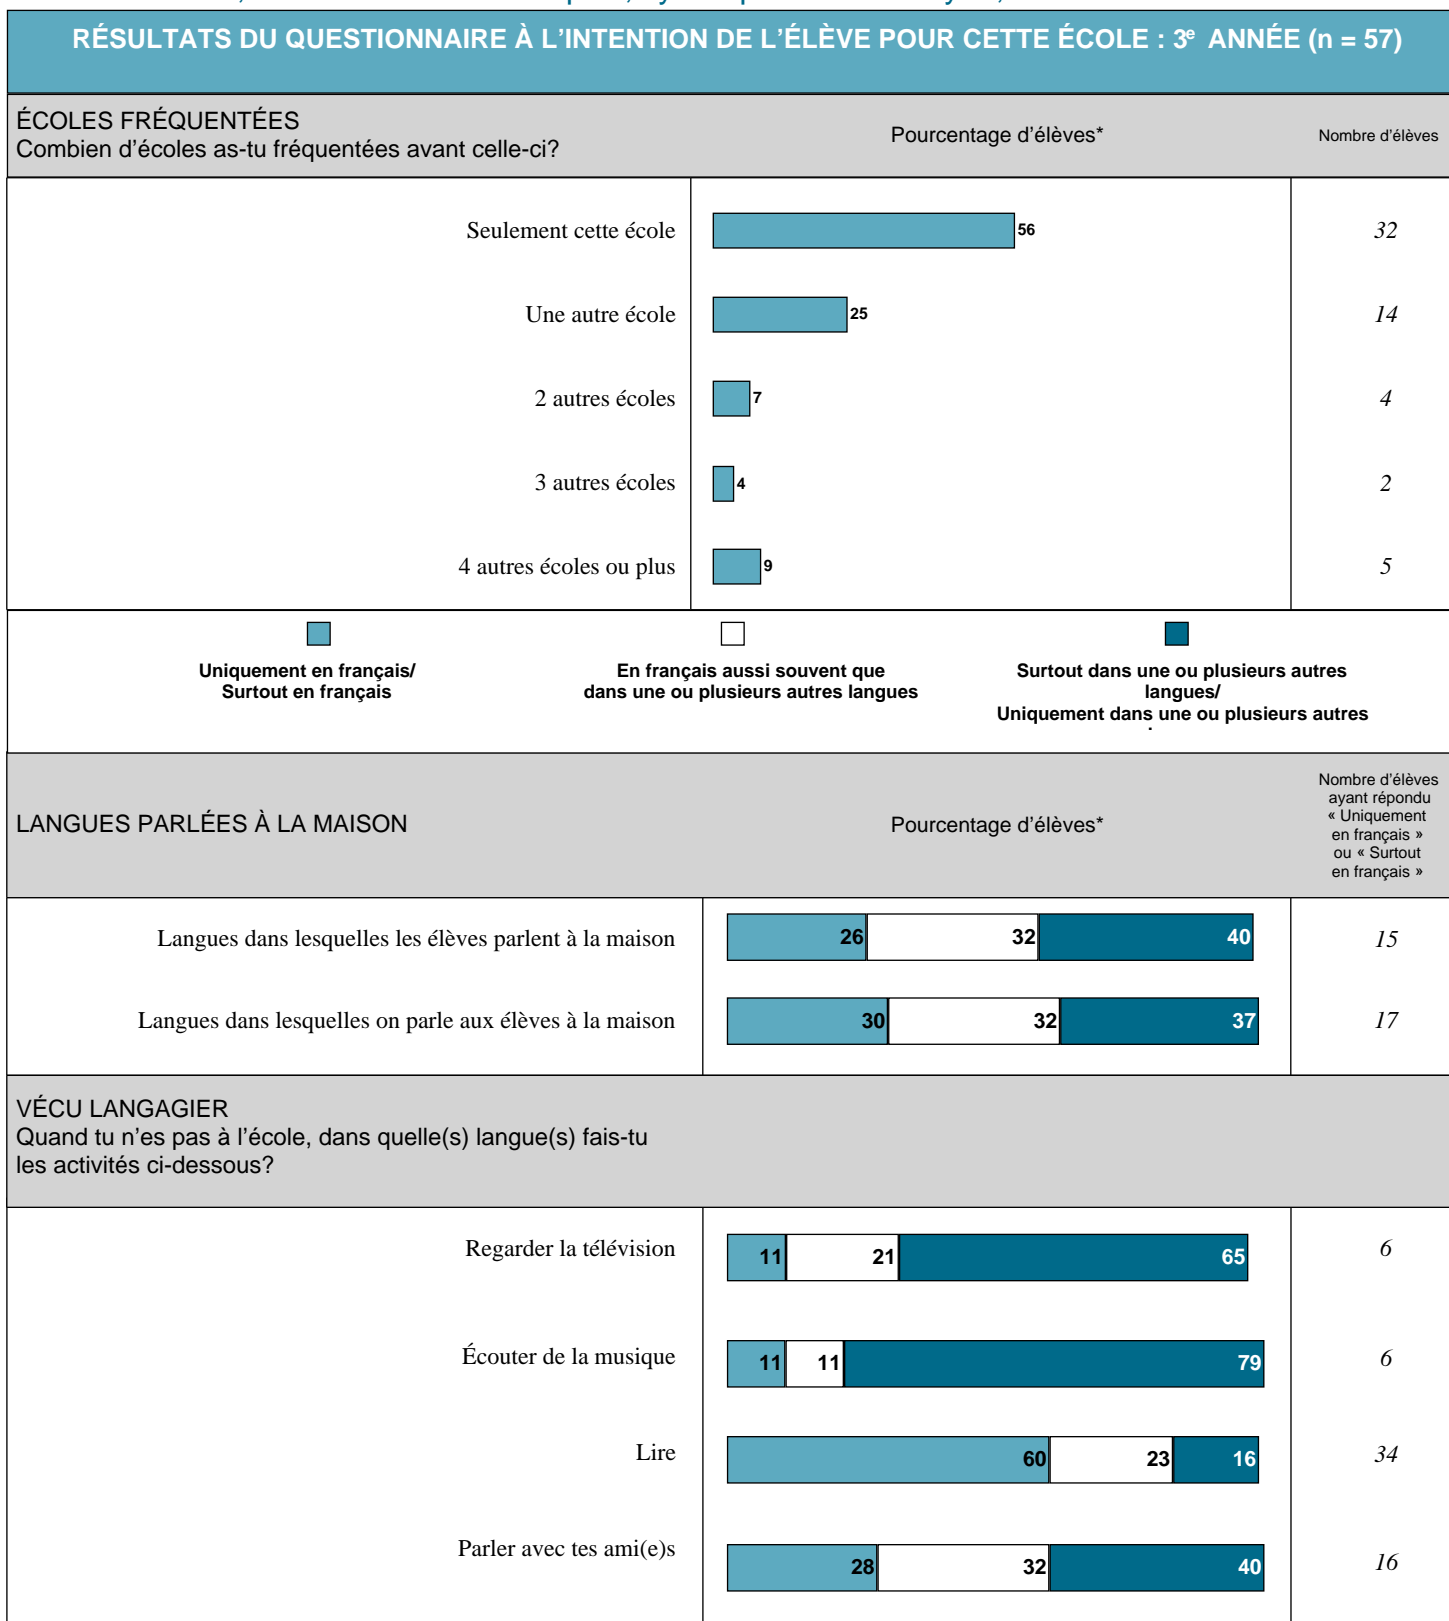 RÉSULTATS DU QUESTIONNAIRE À L'INTENTION DE L'ÉLÈVE POUR CETTE ÉCOLE : 3e ANNÉE (n = 57)
ÉCOLES FRÉQUENTÉES
Combien d'écoles as-tu fréquentées avant celle-ci?
Pourcentage d'élèves*
Nombre d'élèves
Seulement cette école 56 32
Une autre école 25 14
2 autres écoles 7 4
3 autres écoles 4 2
4 autres écoles ou plus 9 5
Uniquement en français/
Surtout en français
En français aussi souvent que
dans une ou plusieurs autres langues
Surtout dans une ou plusieurs autres
langues/
Uniquement dans une ou plusieurs autres
LANGUES PARLÉES À LA MAISON
Pourcentage d'élèves*
Nombre d'élèves
ayant répondu
« Uniquement
en français »
ou « Surtout
en français »
Langues dans lesquelles les élèves parlent à la maison 26 32 40 15
Langues dans lesquelles on parle aux élèves à la maison 30 32 37 17
VÉCU LANGAGIER
Quand tu n'es pas à l'école, dans quelle(s) langue(s) fais-tu
les activités ci-dessous?
Regarder la télévision 11 21 65 6
Écouter de la musique 11 11 79 6
Lire 60 23 16 34
Parler avec tes ami(e)s 28 32 40 16